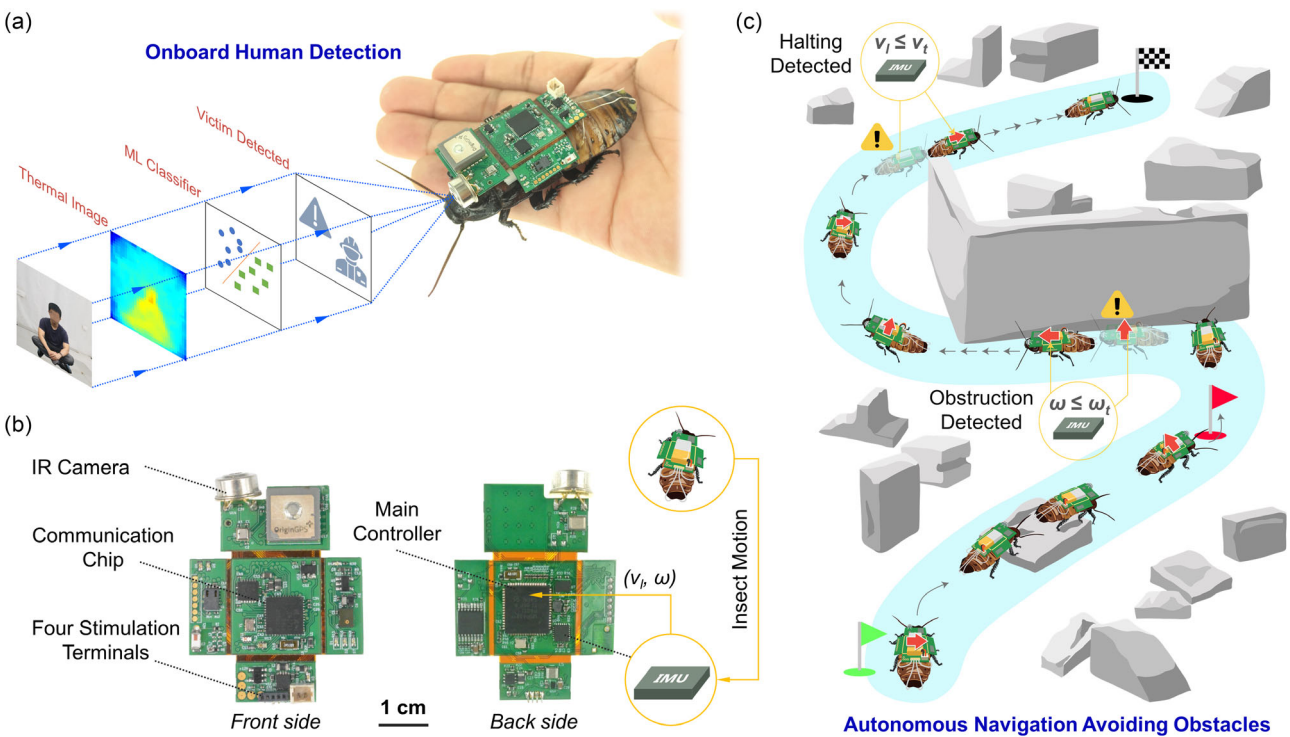 (a)
Onboard Human Detection
Victim Detected
ML Classifier
Thermal Image
(b)
IR Camera
Communication
Chip
Four Stimulation
Terminals
OriginGPS
Front side
1 cm
Main
Controller
(vₗ, ω)
IMU
Back side
Insect Motion
(c)
Halting
Detected
vₗ ≤ vₜ
IMU
Obstruction
Detected
ω ≤ ωₜ
IMU
Autonomous Navigation Avoiding Obstacles